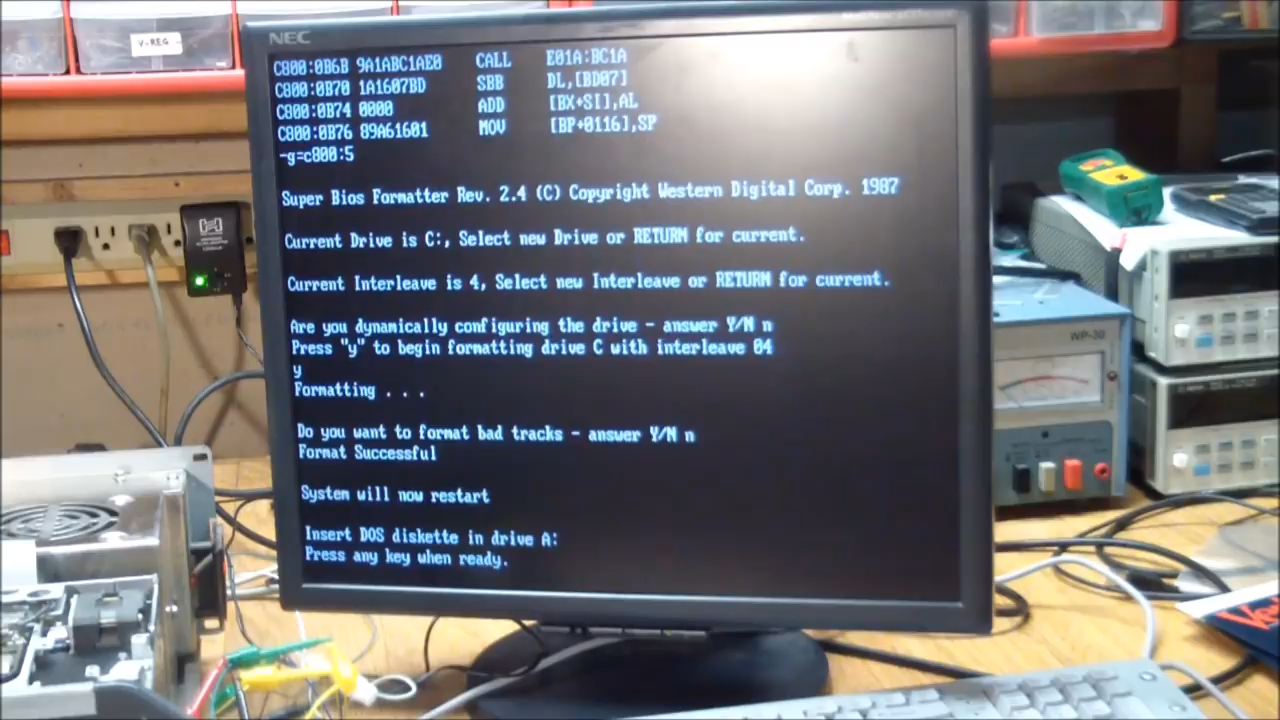 V-REG
NEC
C800:0B6B 9A1ABC1AE0 CALL E01A:BC1A
C800:0B70 1A1607BD SBB DL,[BD07]
C800:0B74 0000 ADD [BX+SI],AL
C800:0B76 89A61601 MOV [BP+0116],SP
-g=c800:5
Super Bios Formatter Rev. 2.4 (C) Copyright Western Digital Corp. 1987
Current Drive is C:, Select new Drive or RETURN for current.
Current Interleave is 4, Select new Interleave or RETURN for current.
Are you dynamically configuring the drive - answer Y/N n
Press "y" to begin formatting drive C with interleave 04
y
Formatting . . .
Do you want to format bad tracks - answer Y/N n
Format Successful
System will now restart
Insert DOS diskette in drive A:
Press any key when ready.
WP-30